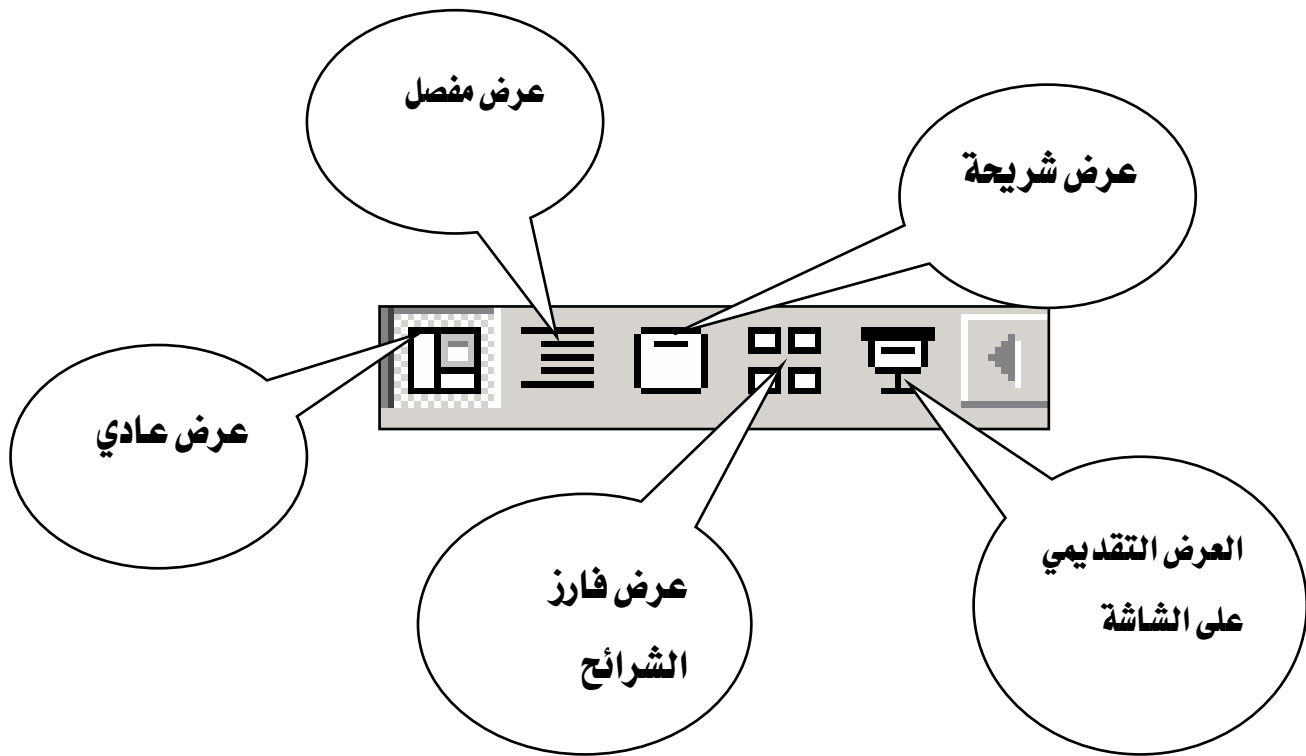 عرض مفصل
عرض شريحة
عرض عادي
عرض فارز
الشرائح
العرض التقديمي
على الشاشة